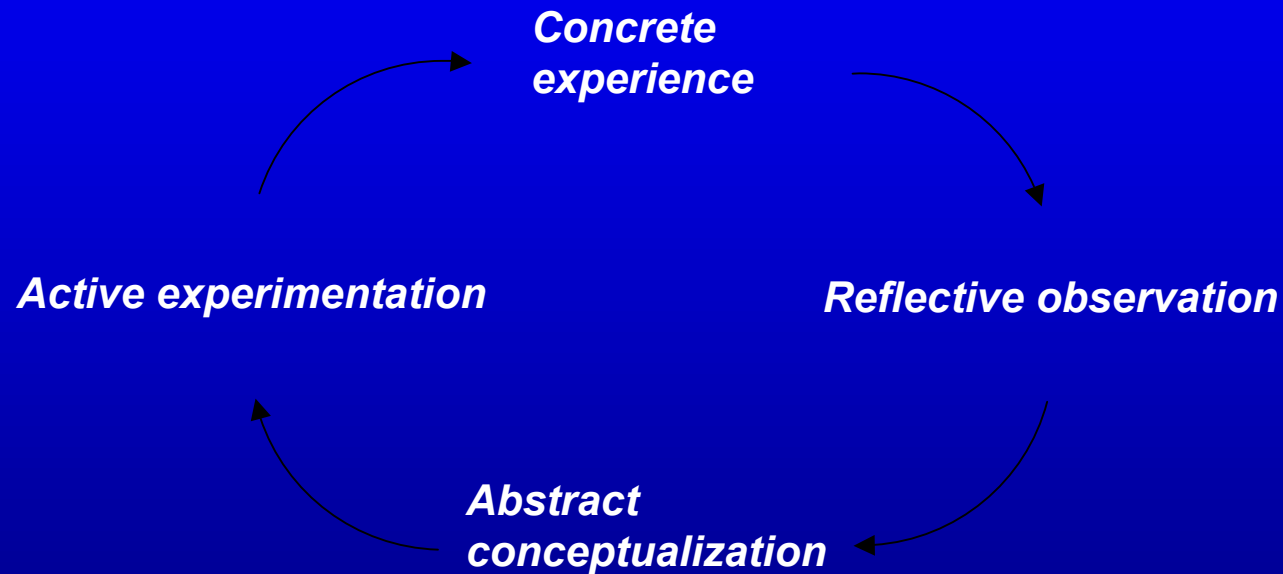 Concrete
experience
Active experimentation
Reflective observation
Abstract
conceptualization